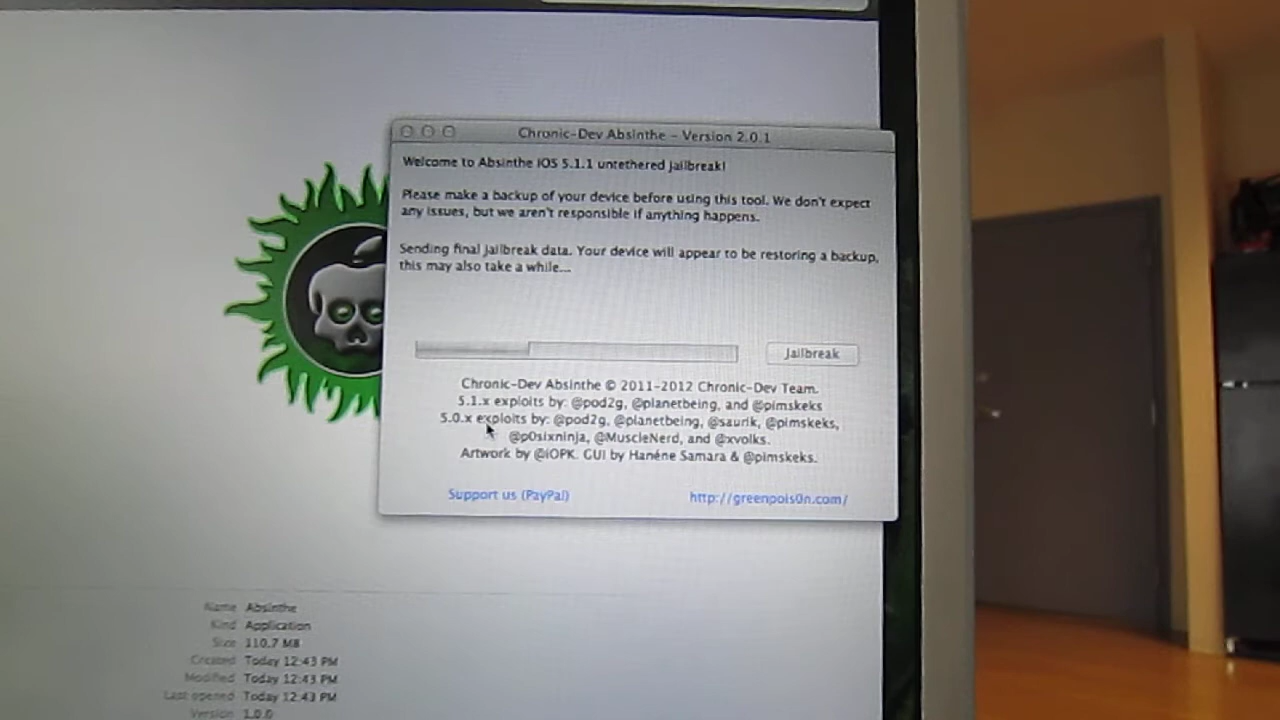 Chronic-Dev Absinthe - Version 2.0.1
Welcome to Absinthe iOS 5.1.1 untethered jailbreak!
Please make a backup of your device before using this tool. We don't expect
any issues, but we aren't responsible if anything happens.
Sending final jailbreak data. Your device will appear to be restoring a backup,
this may also take a while...
Jailbreak
Chronic-Dev Absinthe © 2011-2012 Chronic-Dev Team.
5.1.x exploits by: @pod2g, @planetbeing, and @pimskeks
5.0.x exploits by: @pod2g, @planetbeing, @saurik, @pimskeks,
@p0sixninja, @MuscleNerd, and @xvolks.
Artwork by @iOPK. GUI by Hanéne Samara & @pimskeks.
Support us (PayPal)
http://greenpois0n.com/
Name Absinthe
Kind Application
Size 110.7 MB
Created Today 12:43 PM
Modified Today 12:43 PM
Last opened Today 12:43 PM
Version 1.0.0